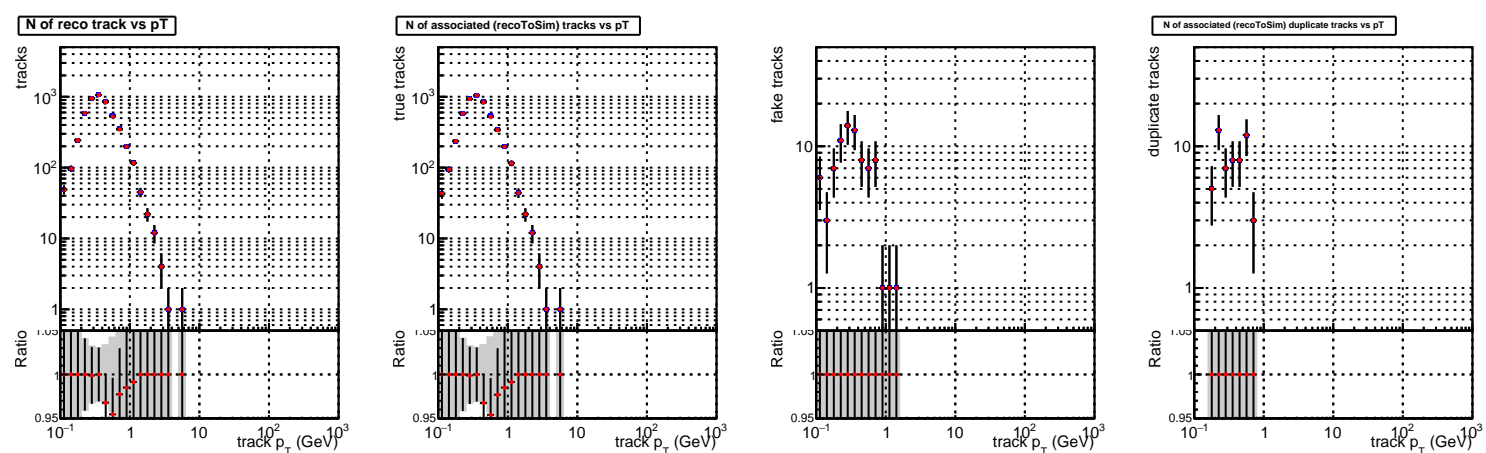 N of reco track vs pT
N of associated (recoToSim) tracks vs pT
N of associated (recoToSim) duplicate tracks vs pT
tracks
10³
10²
10
1
Ratio
1.05
1
0.95
10⁻¹ 1 10 10² 10³
track p_T (GeV)
true tracks
10³
10²
10
1
Ratio
1.05
1
0.95
10⁻¹ 1 10 10² 10³
track p_T (GeV)
fake tracks
10
1
Ratio
1.05
1
0.95
10⁻¹ 1 10 10² 10³
track p_T (GeV)
duplicate tracks
10
1
Ratio
1.05
1
0.95
10⁻¹ 1 10 10² 10³
track p_T (GeV)